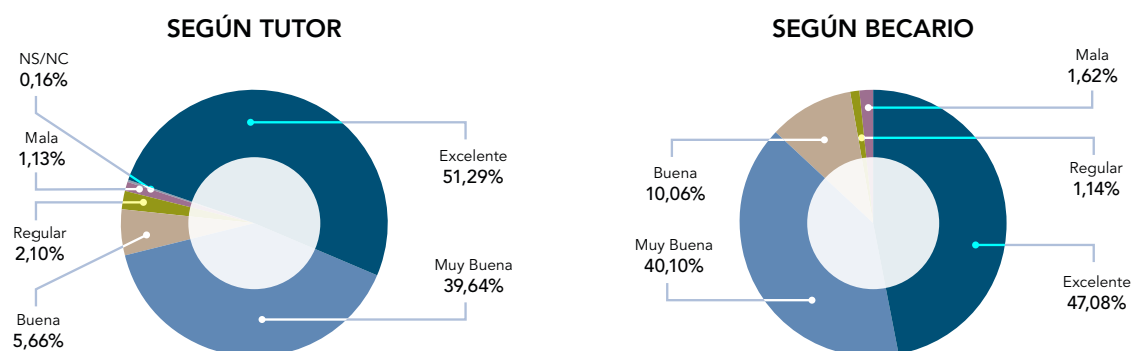 SEGÚN TUTOR
NS/NC
0,16%
Mala
1,13%
Regular
2,10%
Buena
5,66%
Excelente
51,29%
Muy Buena
39,64%
SEGÚN BECARIO
Mala
1,62%
Buena
10,06%
Regular
1,14%
Muy Buena
40,10%
Excelente
47,08%